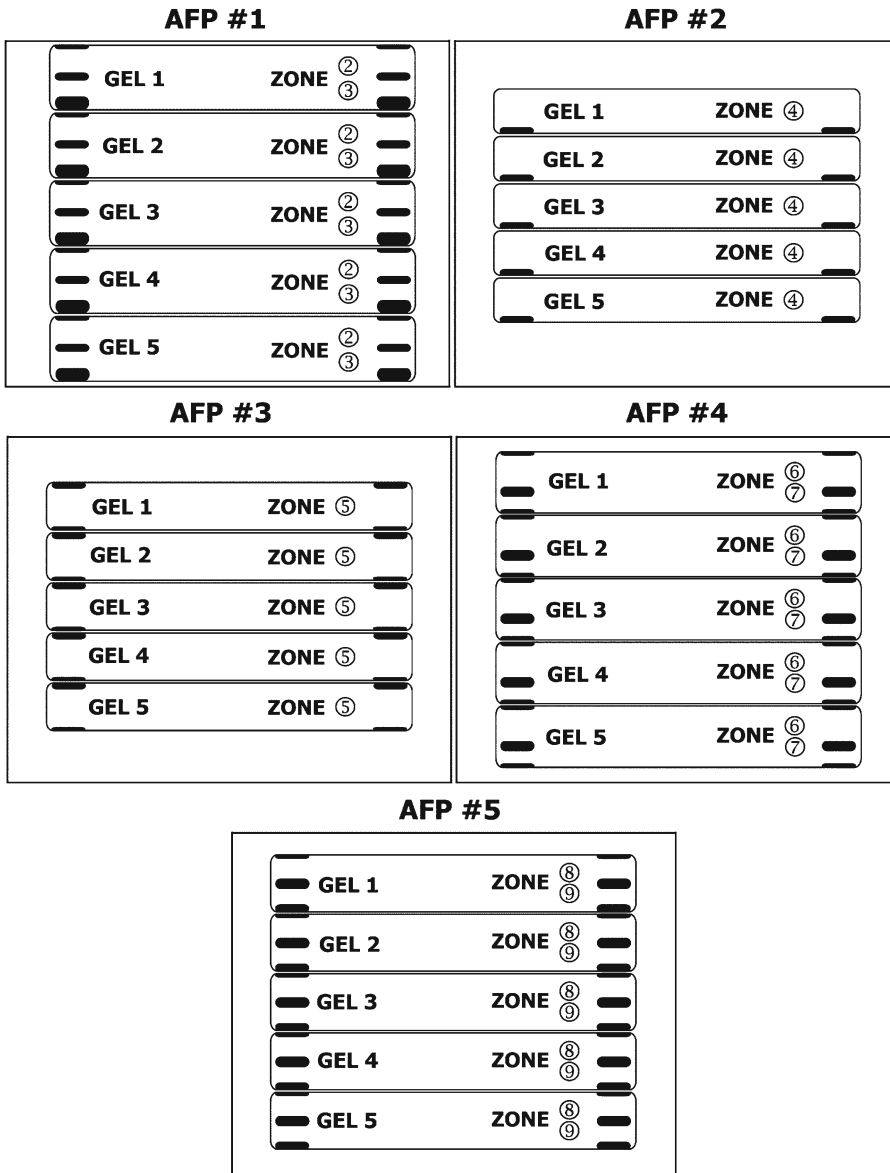 AFP #1
GEL 1 ZONE ②
③
GEL 2 ZONE ②
③
GEL 3 ZONE ②
③
GEL 4 ZONE ②
③
GEL 5 ZONE ②
③
AFP #2
GEL 1 ZONE ④
GEL 2 ZONE ④
GEL 3 ZONE ④
GEL 4 ZONE ④
GEL 5 ZONE ④
AFP #3
GEL 1 ZONE ⑤
GEL 2 ZONE ⑤
GEL 3 ZONE ⑤
GEL 4 ZONE ⑤
GEL 5 ZONE ⑤
AFP #4
GEL 1 ZONE ⑥
⑦
GEL 2 ZONE ⑥
⑦
GEL 3 ZONE ⑥
⑦
GEL 4 ZONE ⑥
⑦
GEL 5 ZONE ⑥
⑦
AFP #5
GEL 1 ZONE ⑧
⑨
GEL 2 ZONE ⑧
⑨
GEL 3 ZONE ⑧
⑨
GEL 4 ZONE ⑧
⑨
GEL 5 ZONE ⑧
⑨